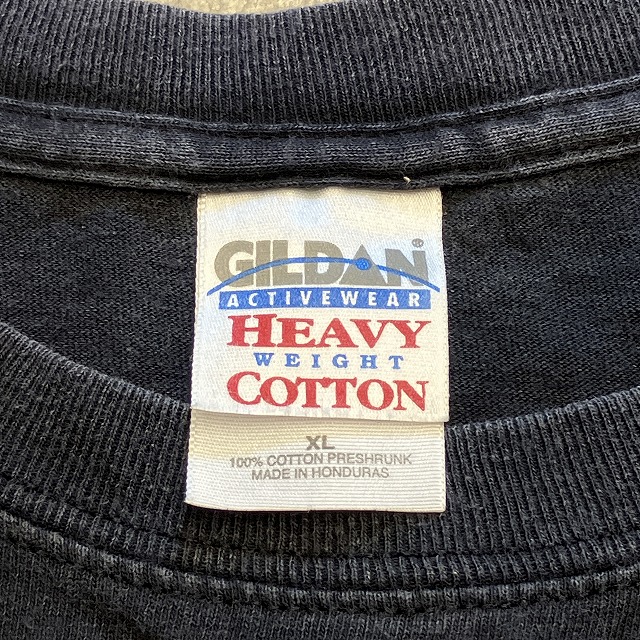 GILDAN®
ACTIVEWEAR
HEAVY
WEIGHT
COTTON
XL
100% COTTON PRESHRUNK
MADE IN HONDURAS